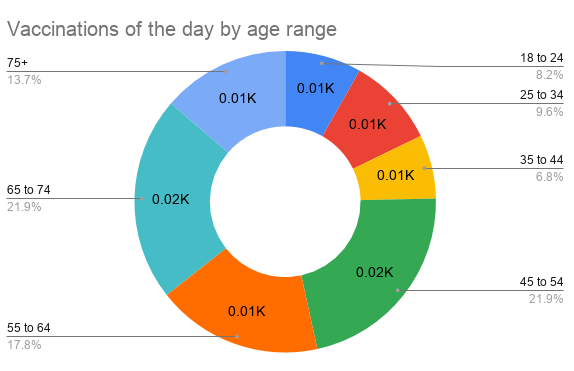 Vaccinations of the day by age range
18 to 24
8.2%
25 to 34
9.6%
35 to 44
6.8%
45 to 54
21.9%
55 to 64
17.8%
65 to 74
21.9%
75+
13.7%
0.01K
0.01K
0.01K
0.02K
0.01K
0.02K
0.01K